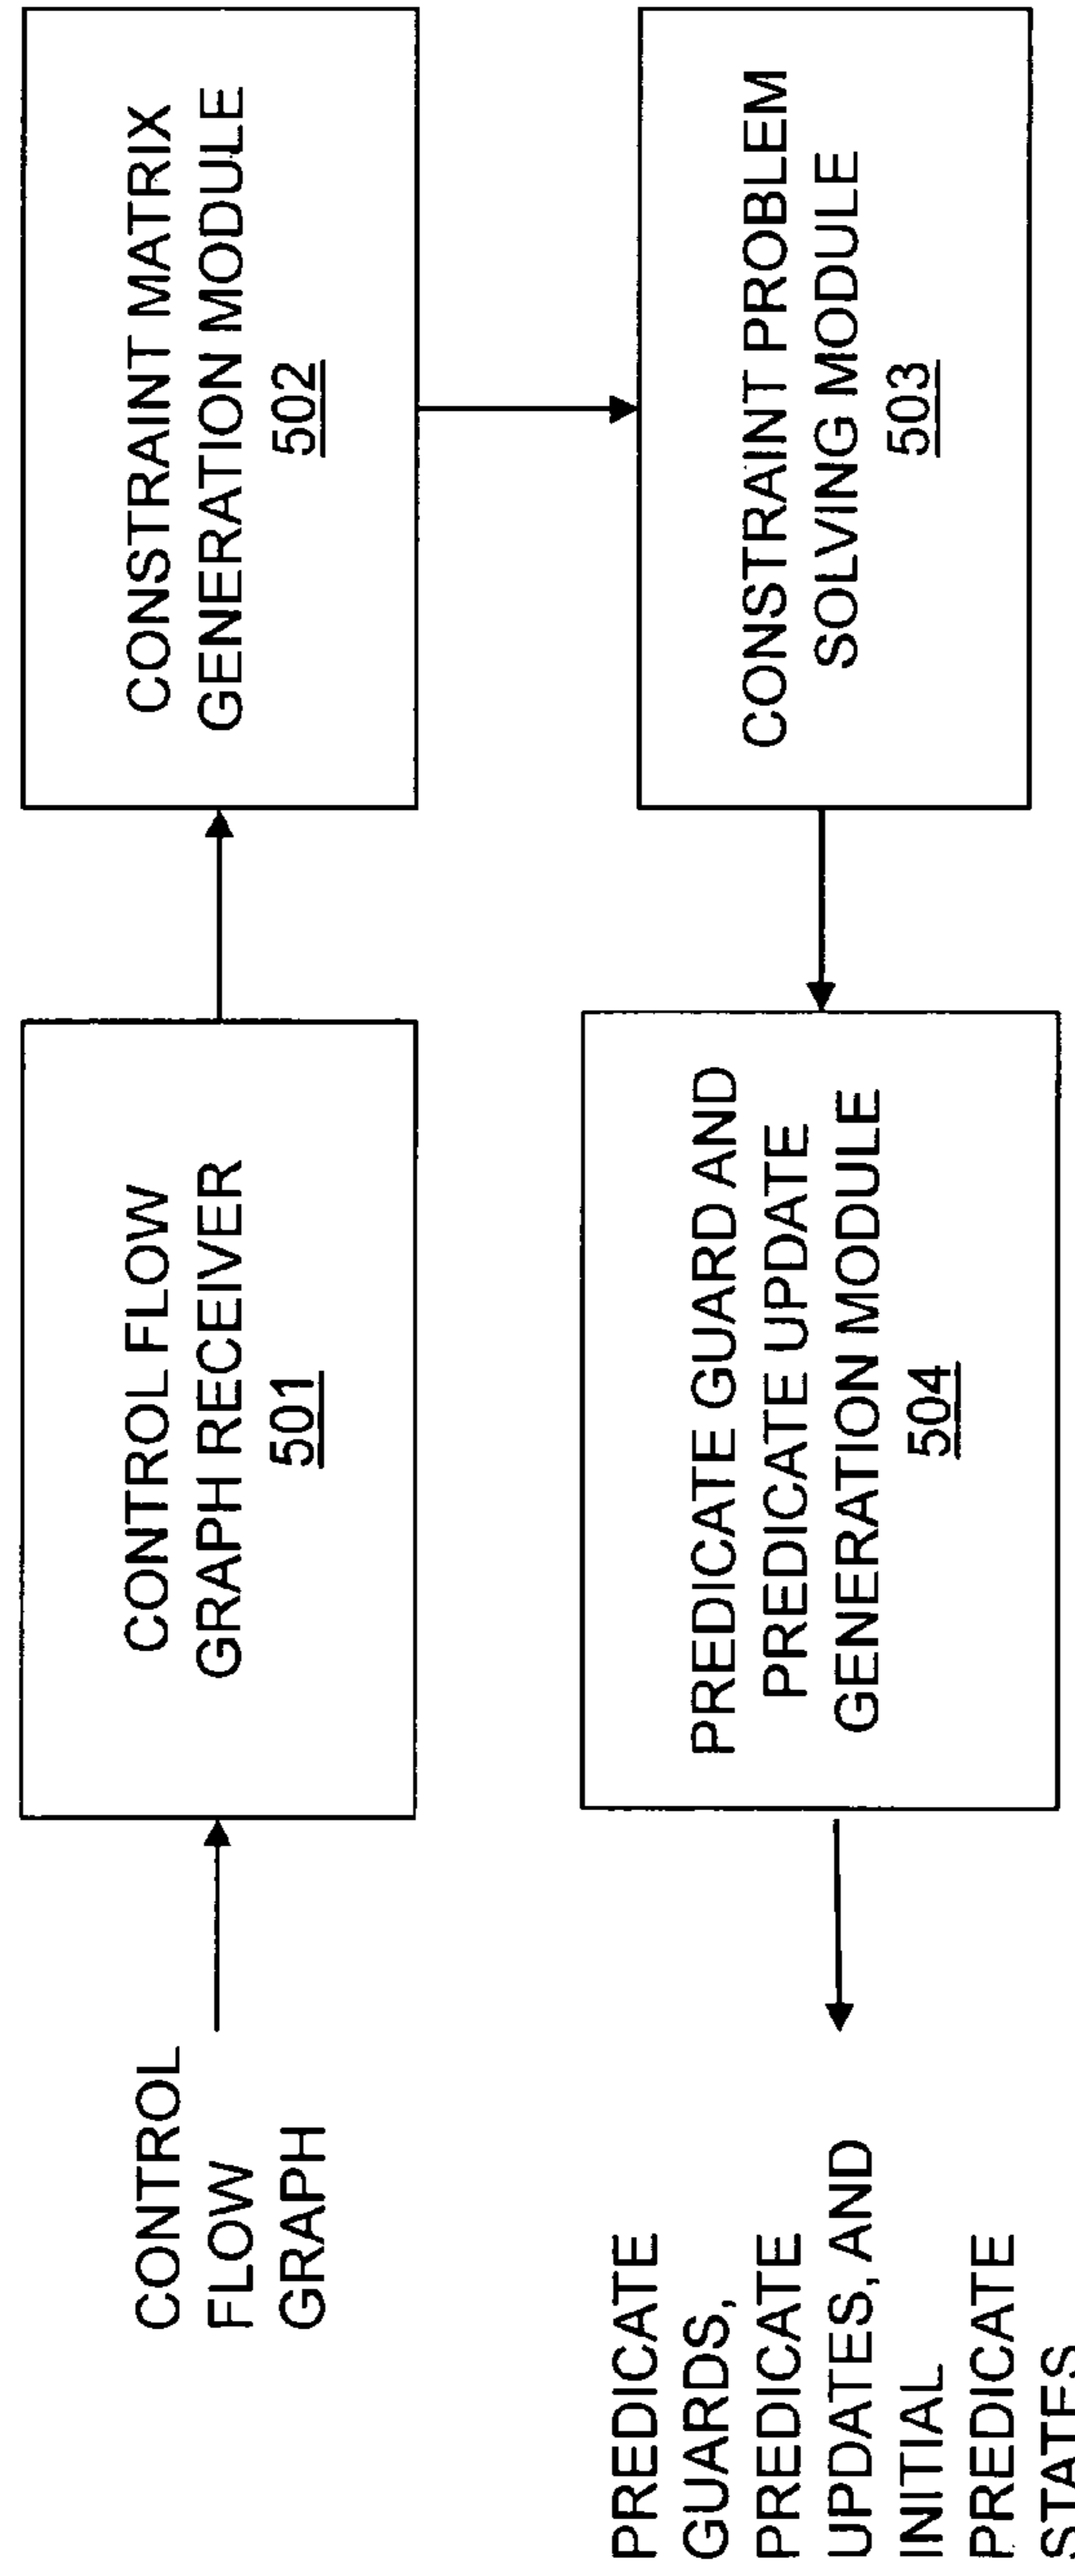 CONTROL
FLOW
GRAPH
CONTROL FLOW
GRAPH RECEIVER
501
CONSTRAINT MATRIX
GENERATION MODULE
502
CONSTRAINT PROBLEM
SOLVING MODULE
503
PREDICATE GUARD AND
PREDICATE UPDATE
GENERATION MODULE
504
PREDICATE
GUARDS,
PREDICATE
UPDATES, AND
INITIAL
PREDICATE
STATES